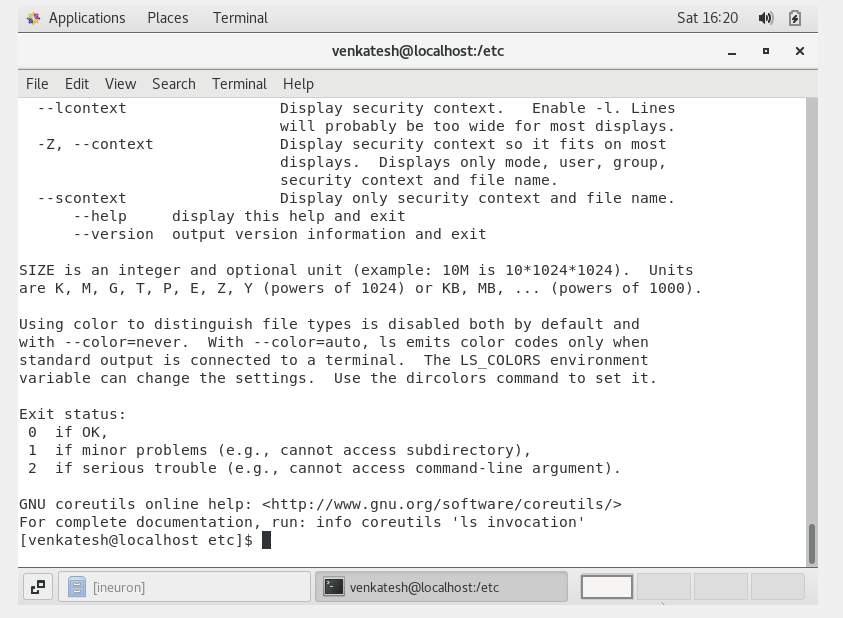 Applications Places Terminal Sat 16:20
venkatesh@localhost:/etc
File Edit View Search Terminal Help
  --lcontext                 Display security context.   Enable -l. Lines
                             will probably be too wide for most displays.
  -Z, --context              Display security context so it fits on most
                             displays.  Displays only mode, user, group,
                             security context and file name.
  --scontext                 Display only security context and file name.
      --help     display this help and exit
      --version  output version information and exit

SIZE is an integer and optional unit (example: 10M is 10*1024*1024).  Units
are K, M, G, T, P, E, Z, Y (powers of 1024) or KB, MB, ... (powers of 1000).

Using color to distinguish file types is disabled both by default and
with --color=never.  With --color=auto, ls emits color codes only when
standard output is connected to a terminal.  The LS_COLORS environment
variable can change the settings.  Use the dircolors command to set it.

Exit status:
 0  if OK,
 1  if minor problems (e.g., cannot access subdirectory),
 2  if serious trouble (e.g., cannot access command-line argument).

GNU coreutils online help: <http://www.gnu.org/software/coreutils/>
For complete documentation, run: info coreutils 'ls invocation'
[venkatesh@localhost etc]$
[ineuron] venkatesh@localhost:/etc